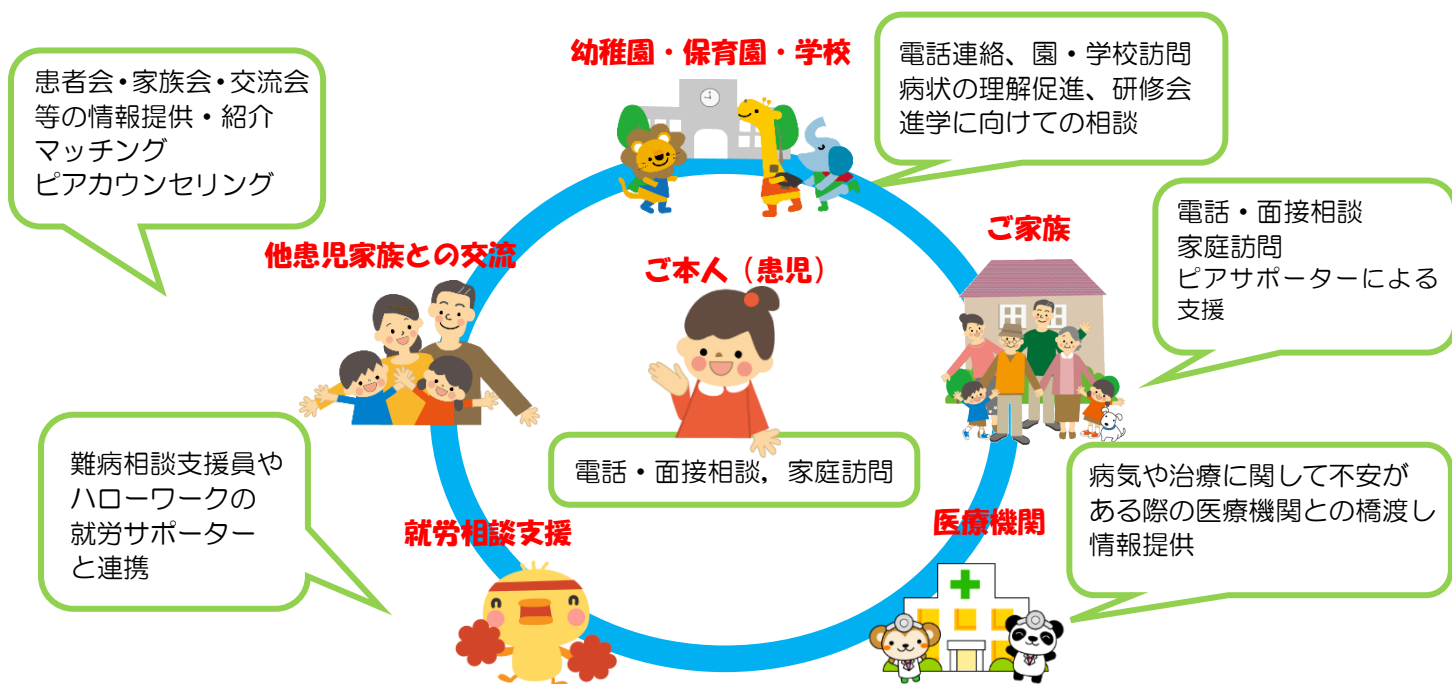 幼稚園・保育園・学校
患者会・家族会・交流会
等の情報提供・紹介
マッチング
ピアカウンセリング
電話連絡、園・学校訪問
病状の理解促進、研修会
進学に向けての相談
他患児家族との交流
ご本人（患児）
ご家族
電話・面接相談
家庭訪問
ピアサポーターによる
支援
電話・面接相談，家庭訪問
難病相談支援員や
ハローワークの
就労サポーター
と連携
就労相談支援
医療機関
病気や治療に関して不安が
ある際の医療機関との橋渡し
情報提供